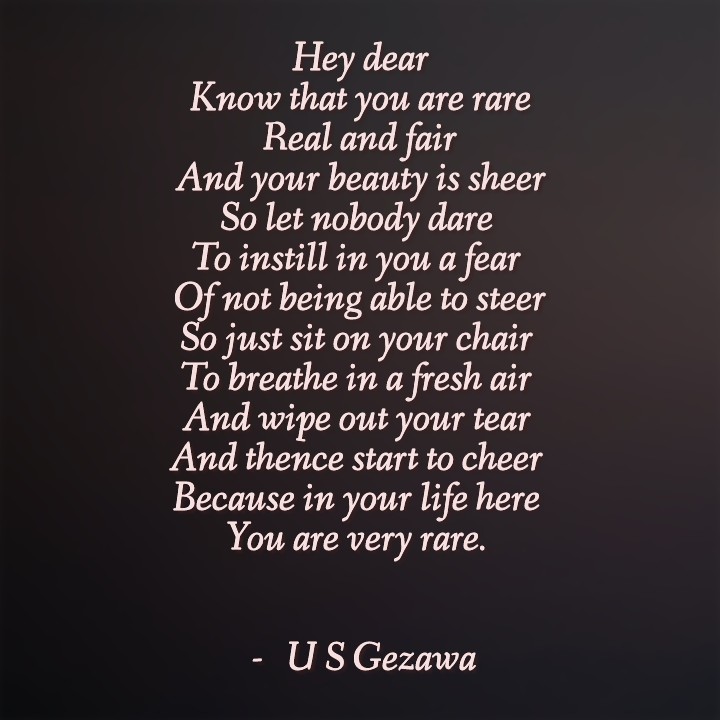 Hey dear
Know that you are rare
Real and fair
And your beauty is sheer
So let nobody dare
To instill in you a fear
Of not being able to steer
So just sit on your chair
To breathe in a fresh air
And wipe out your tear
And thence start to cheer
Because in your life here
You are very rare.
- U S Gezawa